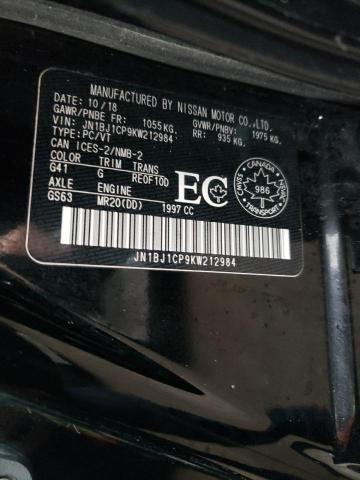 MANUFACTURED BY NISSAN MOTOR CO., LTD.
DATE: 10/18 GVWR/PNBV: 1975 KG.
GAWR/PNBE FR: 1055 KG. RR: 935 KG.
VIN: JN1BJ1CP9KW212984
TYPE: PC/VT
CAN ICES-2/NMB-2
COLOR TRIM TRANS
G41 G RE0F10D
AXLE ENGINE
GS63 MR20(DD) 1997 CC
EC
CANADA
CMVSS
NSVAC
986
TRANSPORT
JN1BJ1CP9KW212984